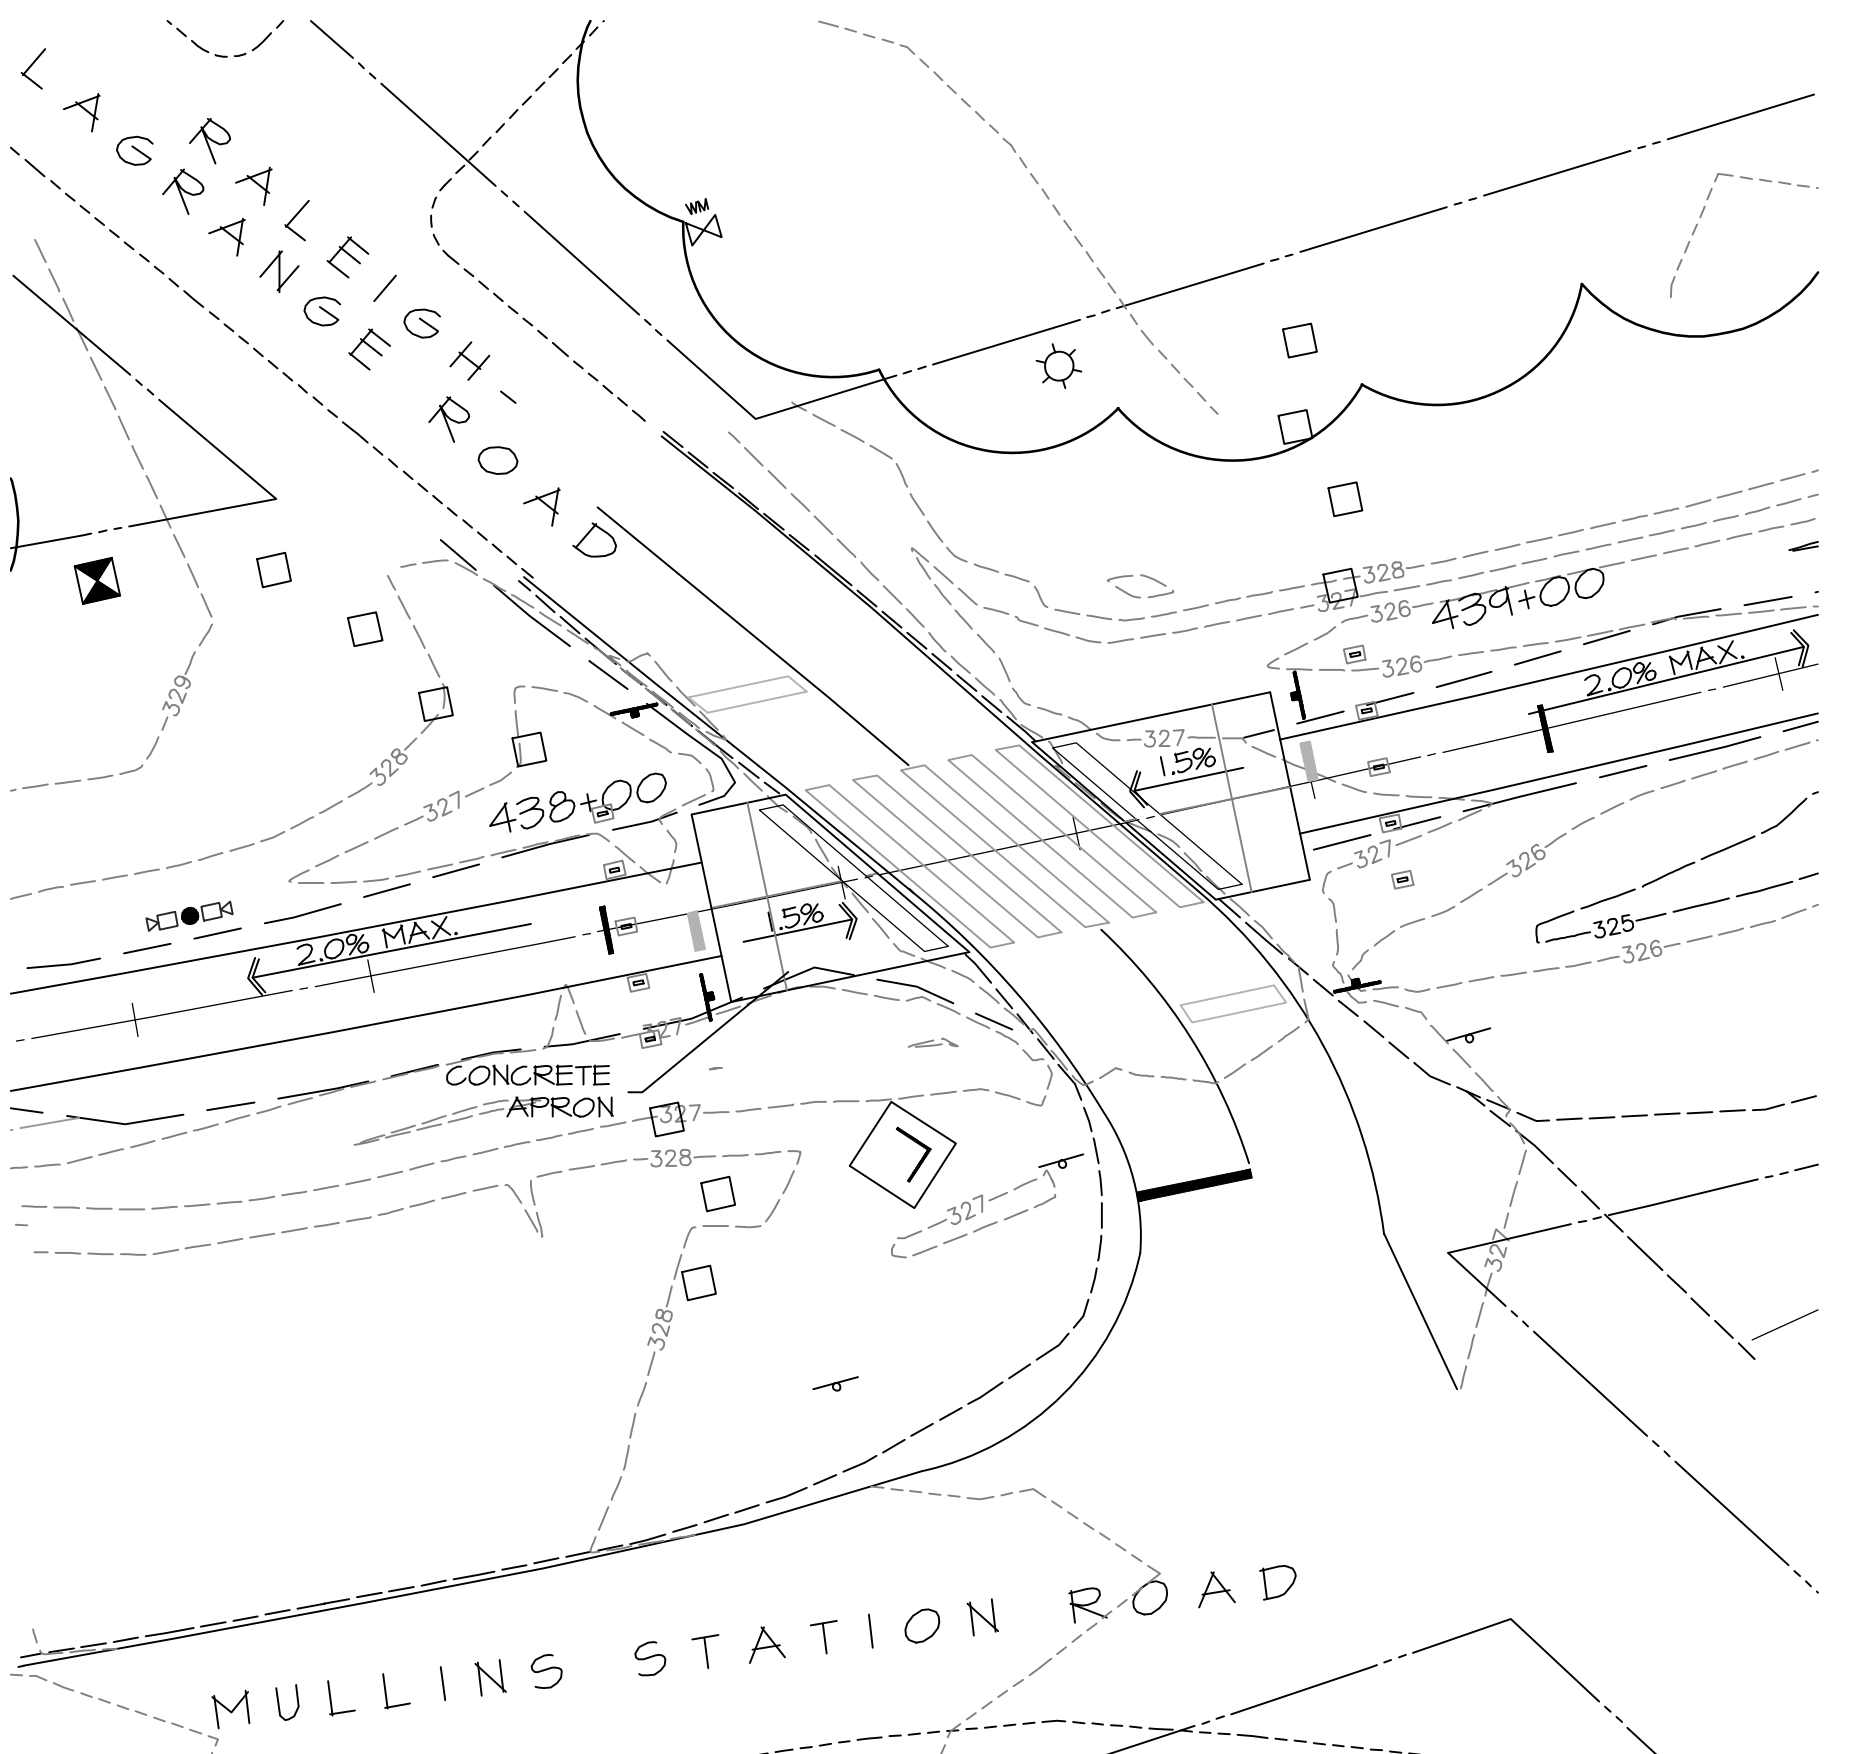 RALEIGH-
LAGRANGE
ROAD
WM
328
327
326
439+00
326
2.0% MAX.
329
328
327
1.5%
327
438+00
327
326
1.5%
2.0% MAX.
325
326
327
CONCRETE
APRON
327
328
327
327
328
MULLINS STATION ROAD